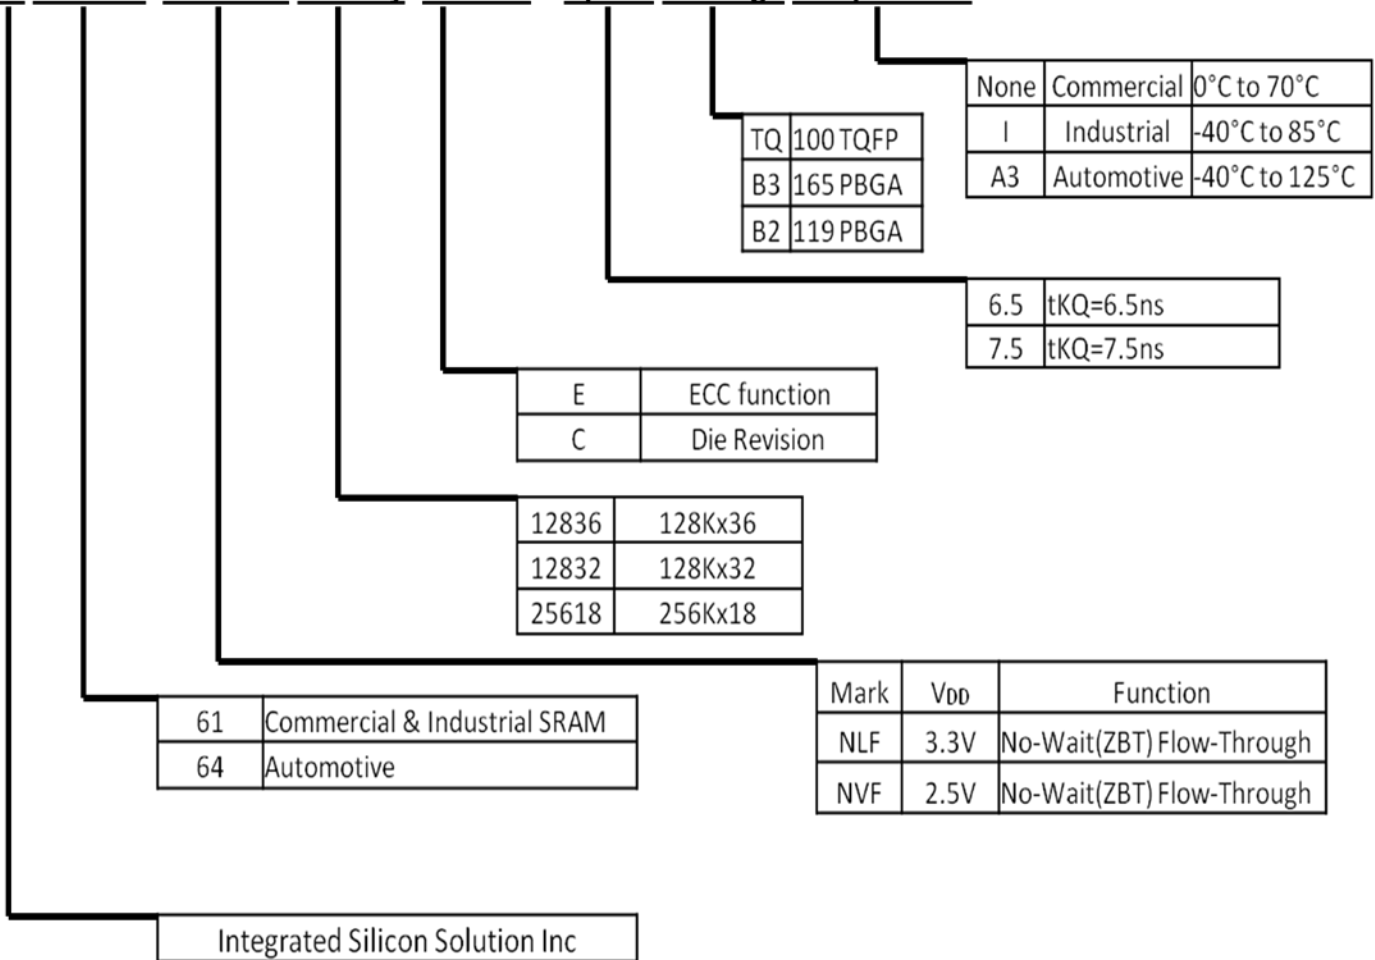 None Commercial 0°C to 70°C
I Industrial -40°C to 85°C
A3 Automotive -40°C to 125°C
TQ 100 TQFP
B3 165 PBGA
B2 119 PBGA
6.5 tKQ=6.5ns
7.5 tKQ=7.5ns
E ECC function
C Die Revision
12836 128Kx36
12832 128Kx32
25618 256Kx18
Mark VDD Function
NLF 3.3V No-Wait(ZBT) Flow-Through
NVF 2.5V No-Wait(ZBT) Flow-Through
61 Commercial & Industrial SRAM
64 Automotive
Integrated Silicon Solution Inc